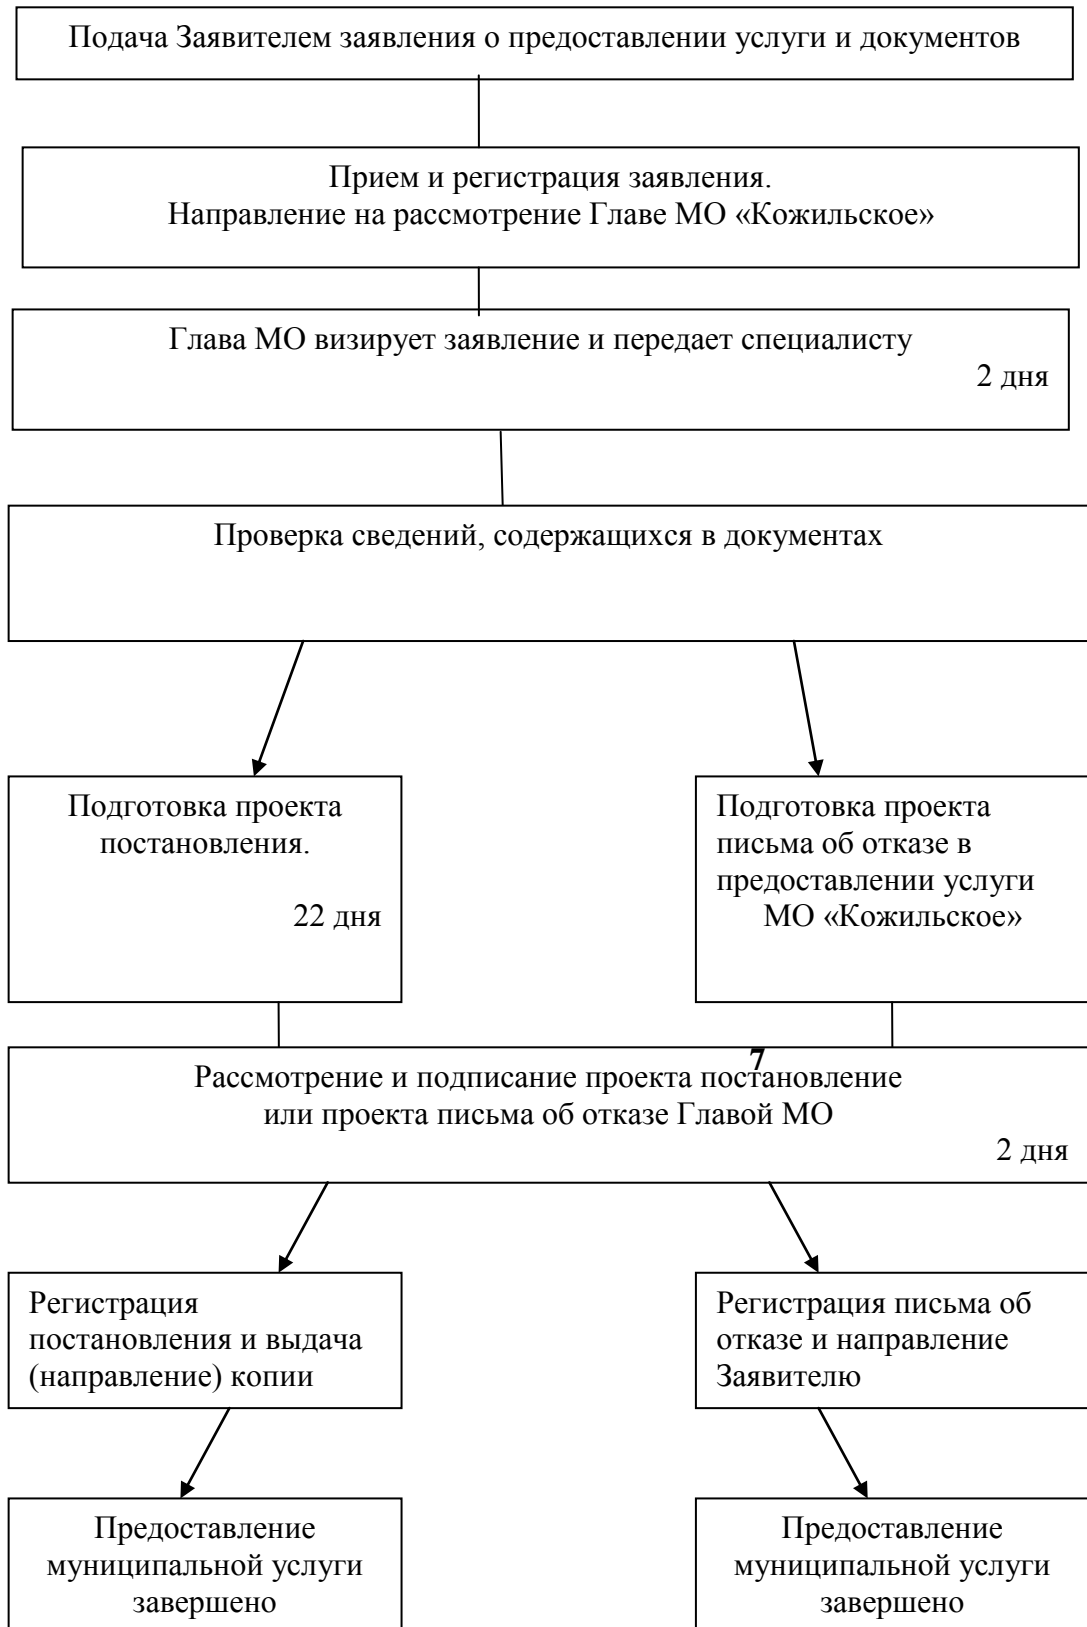 Подача Заявителем заявления о предоставлении услуги и документов
Прием и регистрация заявления.
Направление на рассмотрение Главе МО «Кожильское»
Глава МО визирует заявление и передает специалисту
2 дня
Проверка сведений, содержащихся в документах
Подготовка проекта
постановления.
22 дня
Подготовка проекта
письма об отказе в
предоставлении услуги
МО «Кожильское»
7
Рассмотрение и подписание проекта постановление
или проекта письма об отказе Главой МО
2 дня
Регистрация
постановления и выдача
(направление) копии
Регистрация письма об
отказе и направление
Заявителю
Предоставление
муниципальной услуги
завершено
Предоставление
муниципальной услуги
завершено